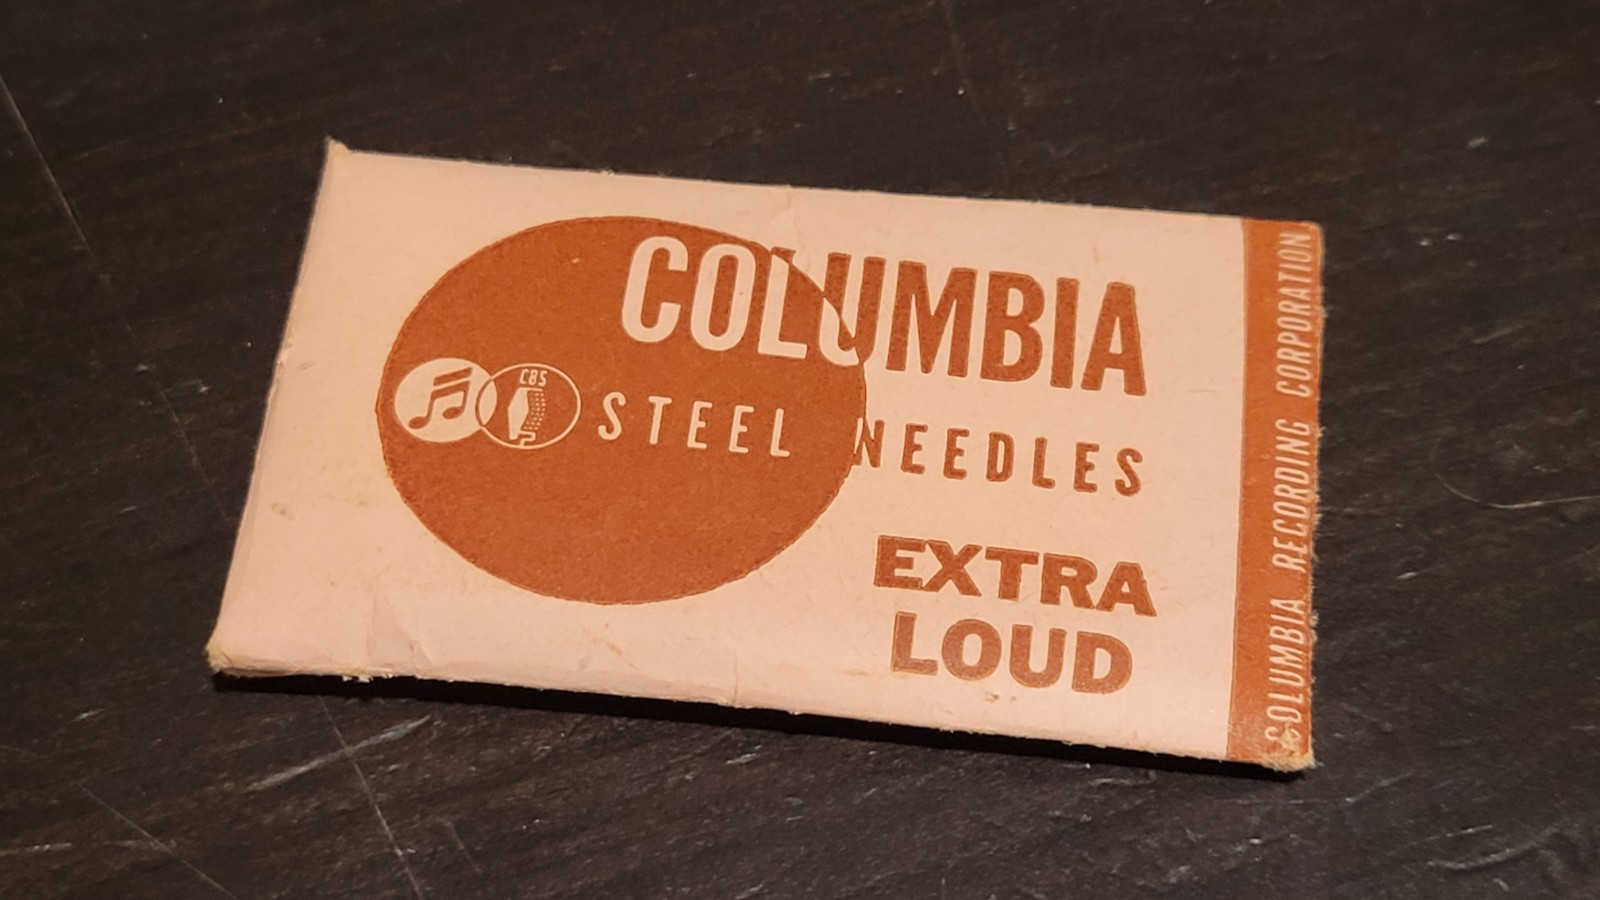 COLUMBIA
CBS
STEEL NEEDLES
EXTRA
LOUD
COLUMBIA RECORDING CORPORATION